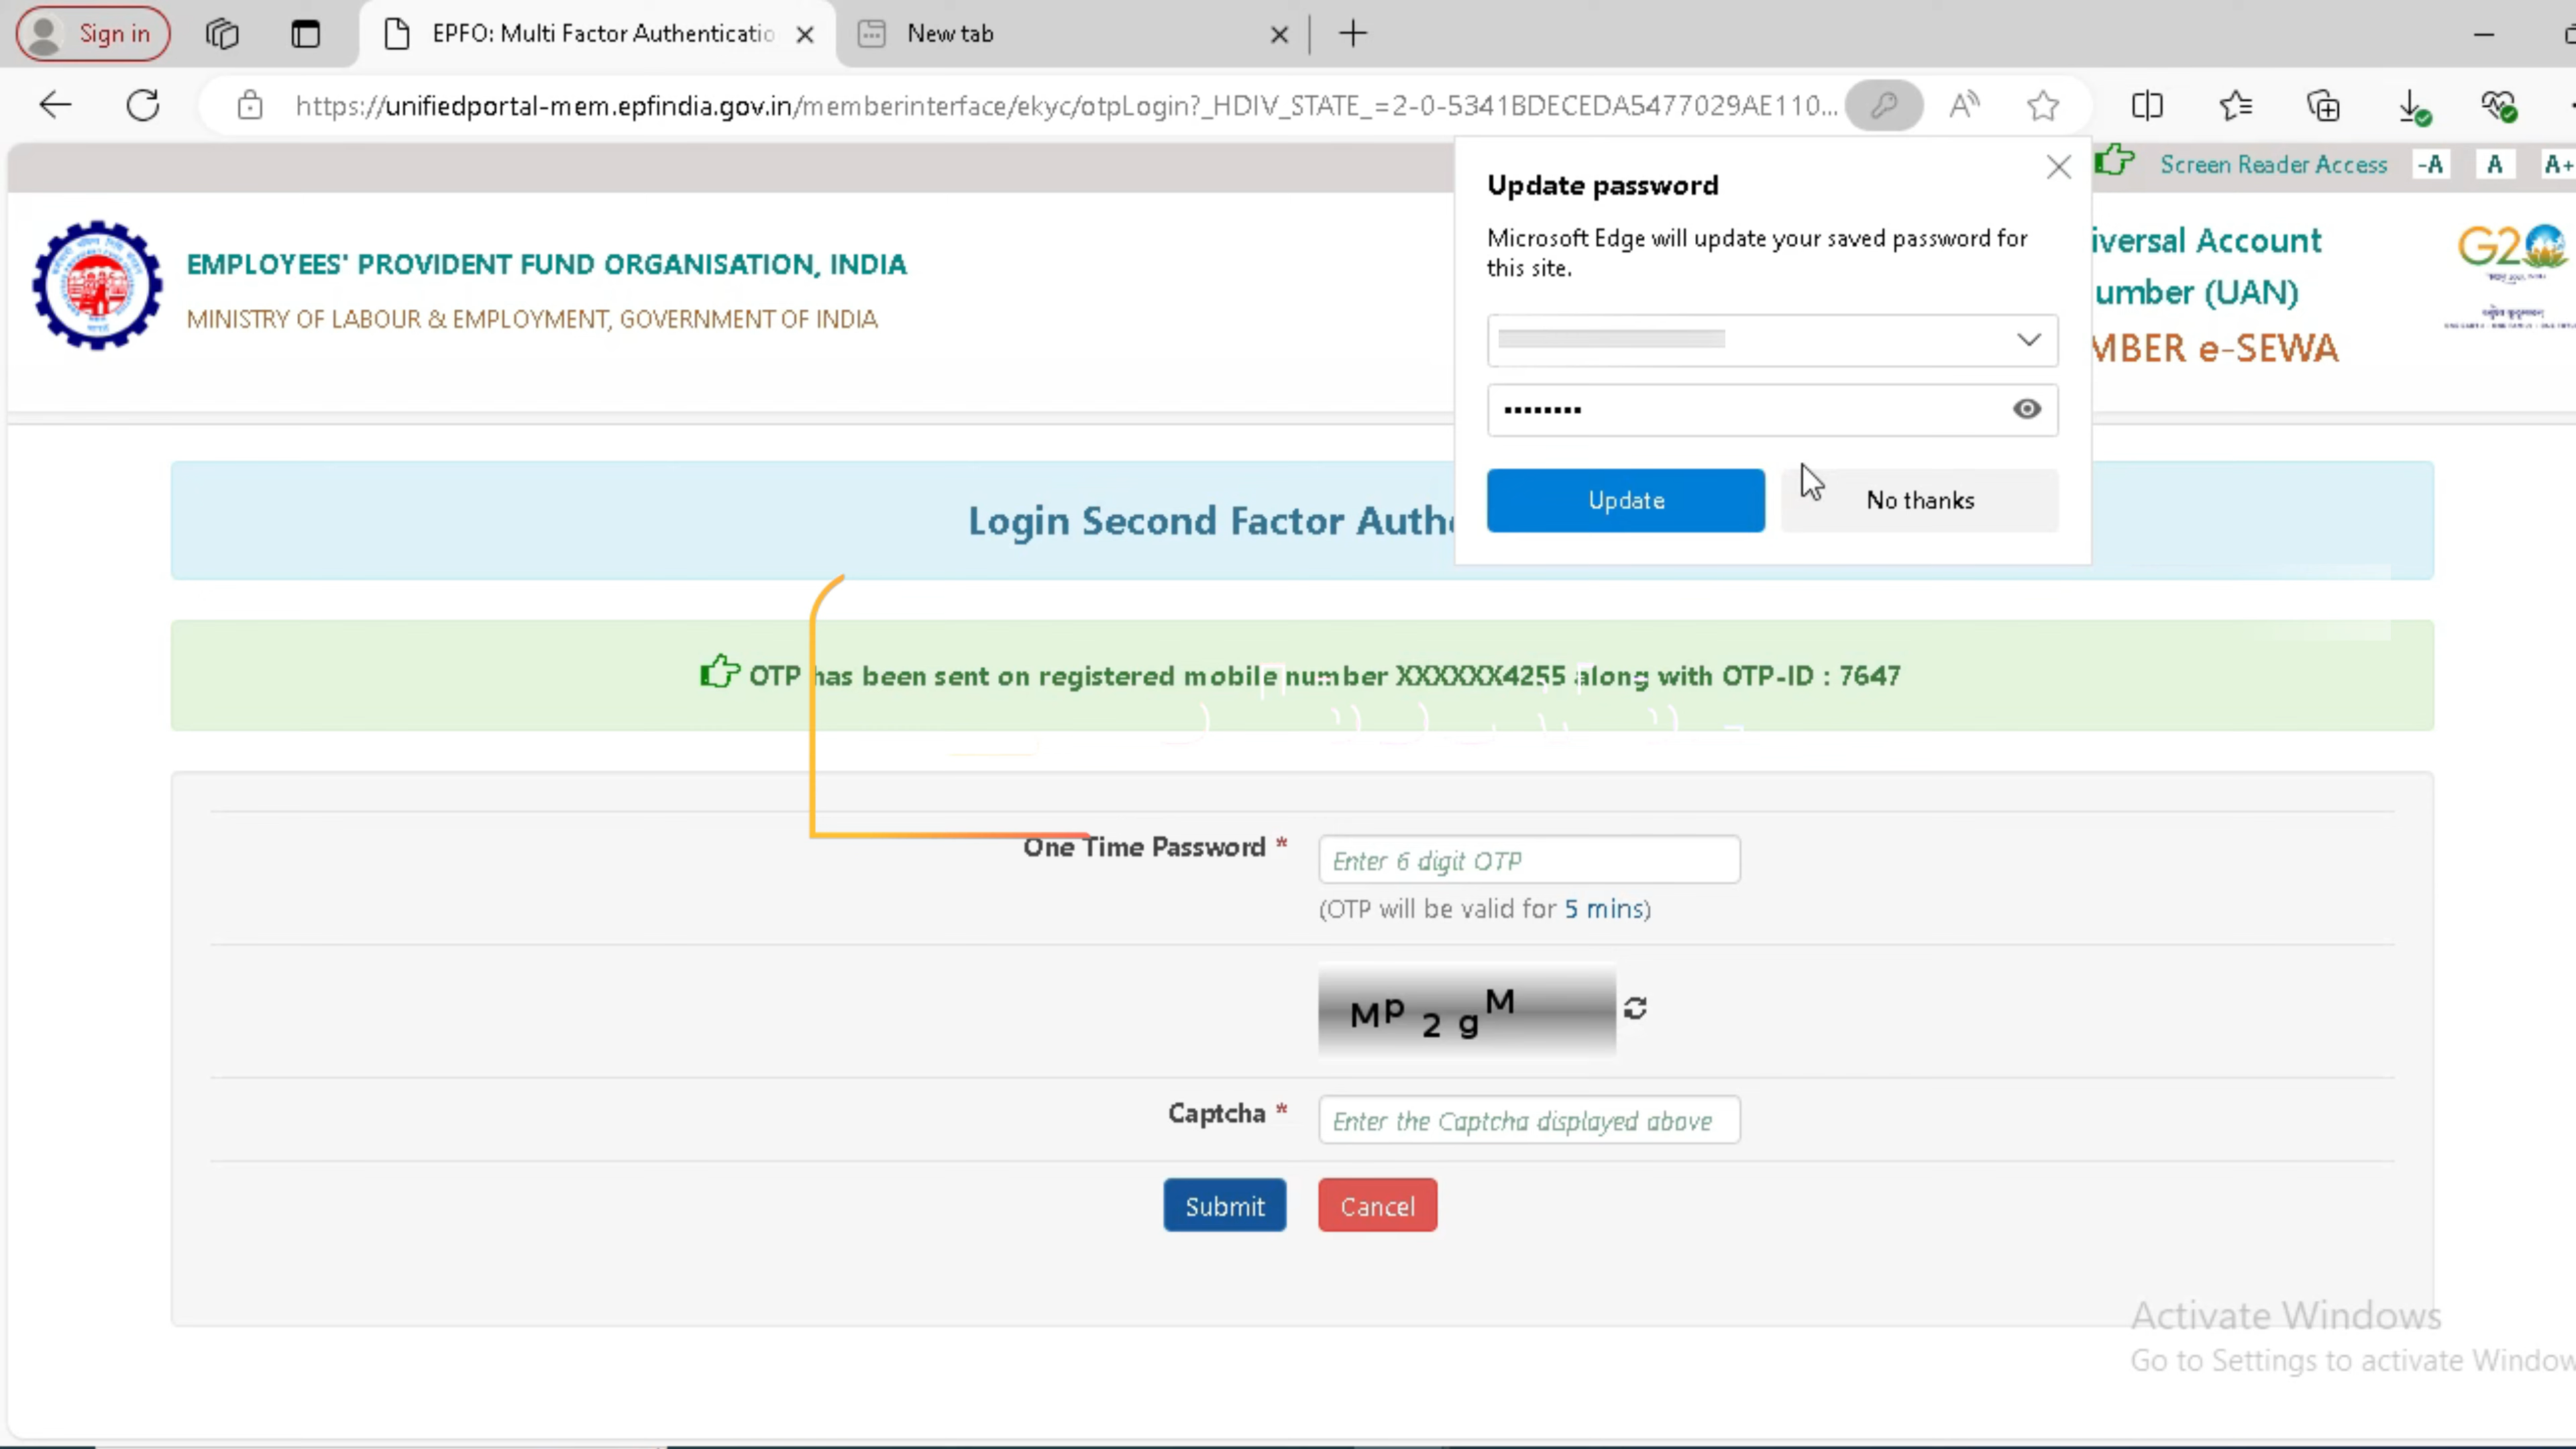 Sign in
EPFO: Multi Factor Authenticatio
New tab
https://unifiedportal-mem.epfindia.gov.in/memberinterface/ekyc/otpLogin?_HDIV_STATE_=2-0-5341BDECEDA5477029AE110...
Screen Reader Access -A A A+
EMPLOYEES' PROVIDENT FUND ORGANISATION, INDIA
MINISTRY OF LABOUR & EMPLOYMENT, GOVERNMENT OF INDIA
Update password
Microsoft Edge will update your saved password for
this site.
Update
No thanks
iversal Account
umber (UAN)
MBER e-SEWA
G20
Login Second Factor Authe
OTP has been sent on registered mobile number XXXXXX4255 along with OTP-ID : 7647
One Time Password *
Enter 6 digit OTP
(OTP will be valid for 5 mins)
Mp 2 g M
Captcha *
Enter the Captcha displayed above
Submit
Cancel
Activate Windows
Go to Settings to activate Window